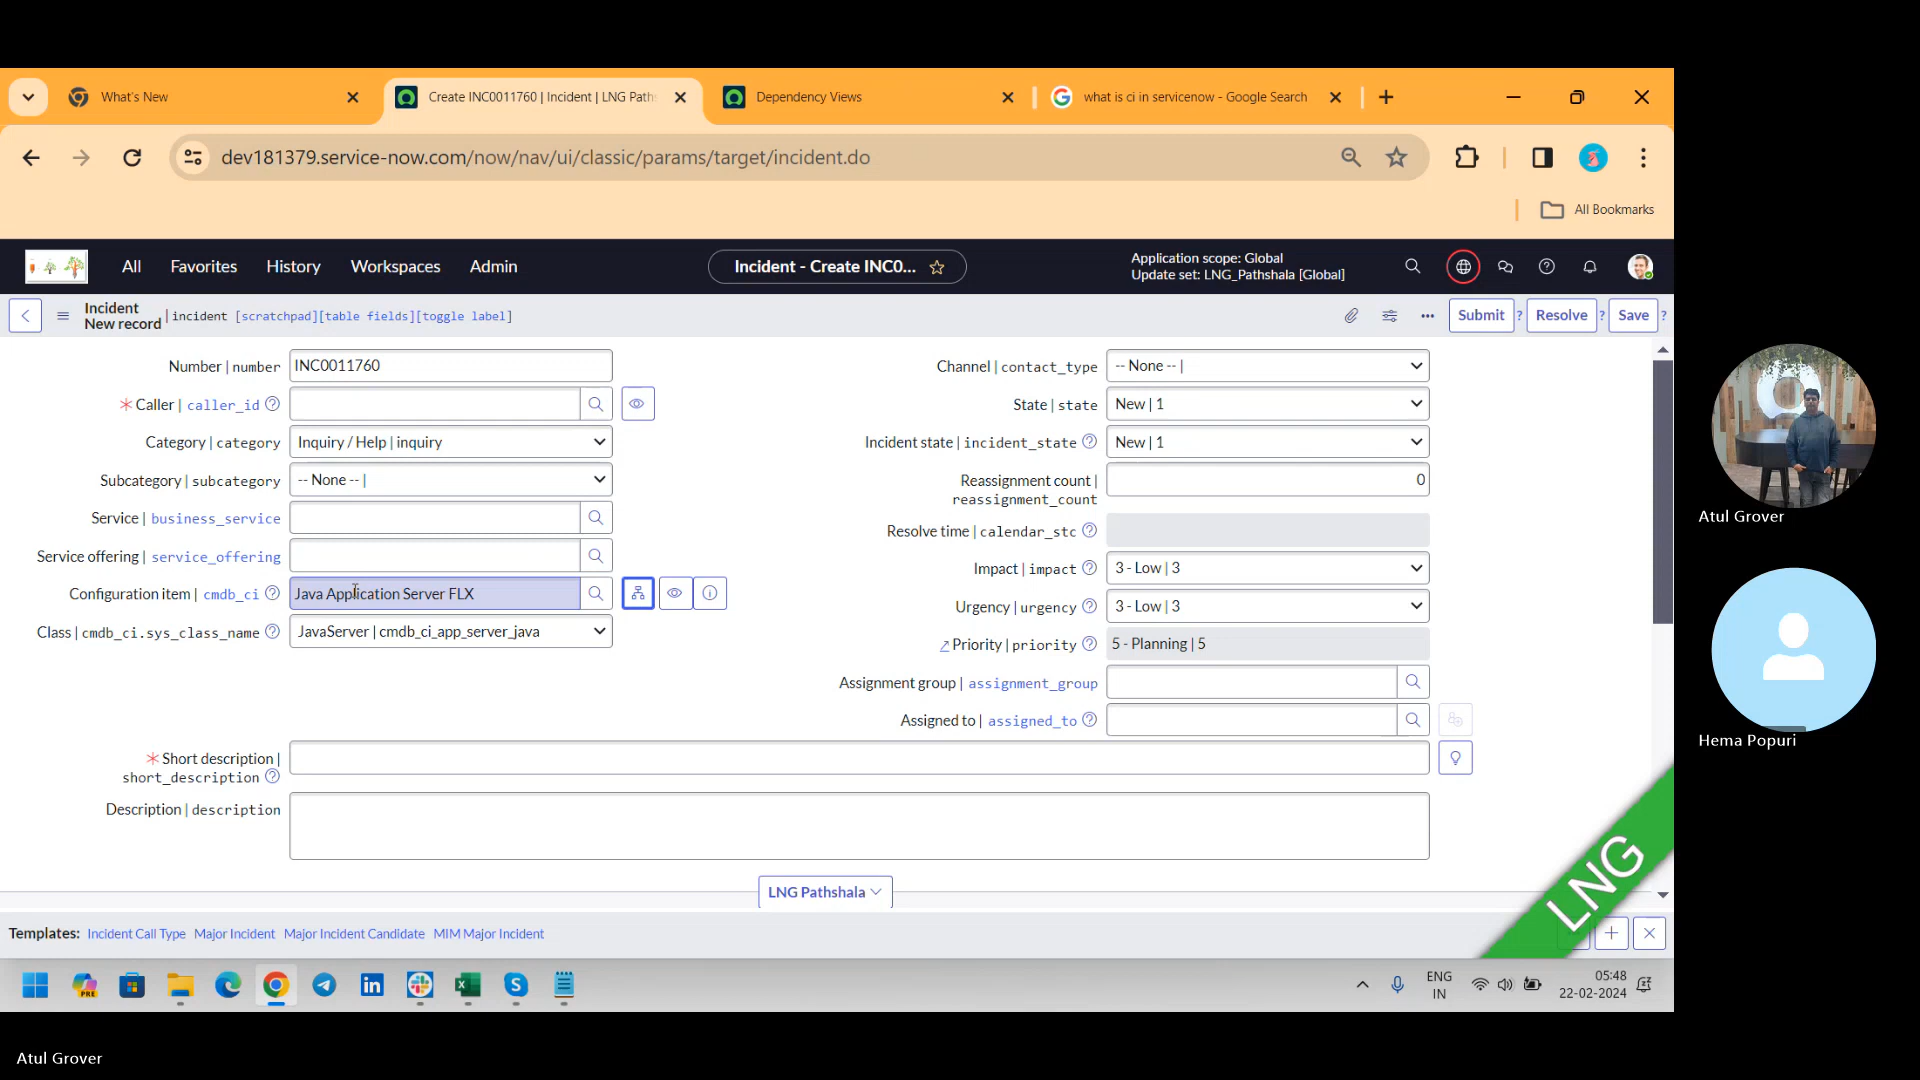 What's New
Create INC0011760 | Incident | LNG Path
Dependency Views
what is ci in servicenow - Google Search
dev181379.service-now.com/now/nav/ui/classic/params/target/incident.do
All Bookmarks
All
Favorites
History
Workspaces
Admin
Incident - Create INC0...
Application scope: Global
Update set: LNG_Pathshala [Global]
Incident
New record
incident [scratchpad][table fields][toggle label]
Submit ?
Resolve ?
Save ?
Number | number
INC0011760
Caller | caller_id
Category | category
Inquiry / Help | inquiry
Subcategory | subcategory
-- None -- |
Service | business_service
Service offering | service_offering
Configuration item | cmdb_ci
Java Application Server FLX
Class | cmdb_ci.sys_class_name
JavaServer | cmdb_ci_app_server_java
Channel | contact_type
-- None -- |
State | state
New | 1
Incident state | incident_state
New | 1
Reassignment count |
reassignment_count
0
Resolve time | calendar_stc
Impact | impact
3 - Low | 3
Urgency | urgency
3 - Low | 3
Priority | priority
5 - Planning | 5
Assignment group | assignment_group
Assigned to | assigned_to
Short description |
short_description
Description | description
LNG Pathshala
LNG
Templates:
Incident Call Type
Major Incident
Major Incident Candidate
MIM Major Incident
PRE
ENG
IN
05:48
22-02-2024
Atul Grover
Hema Popuri
Atul Grover